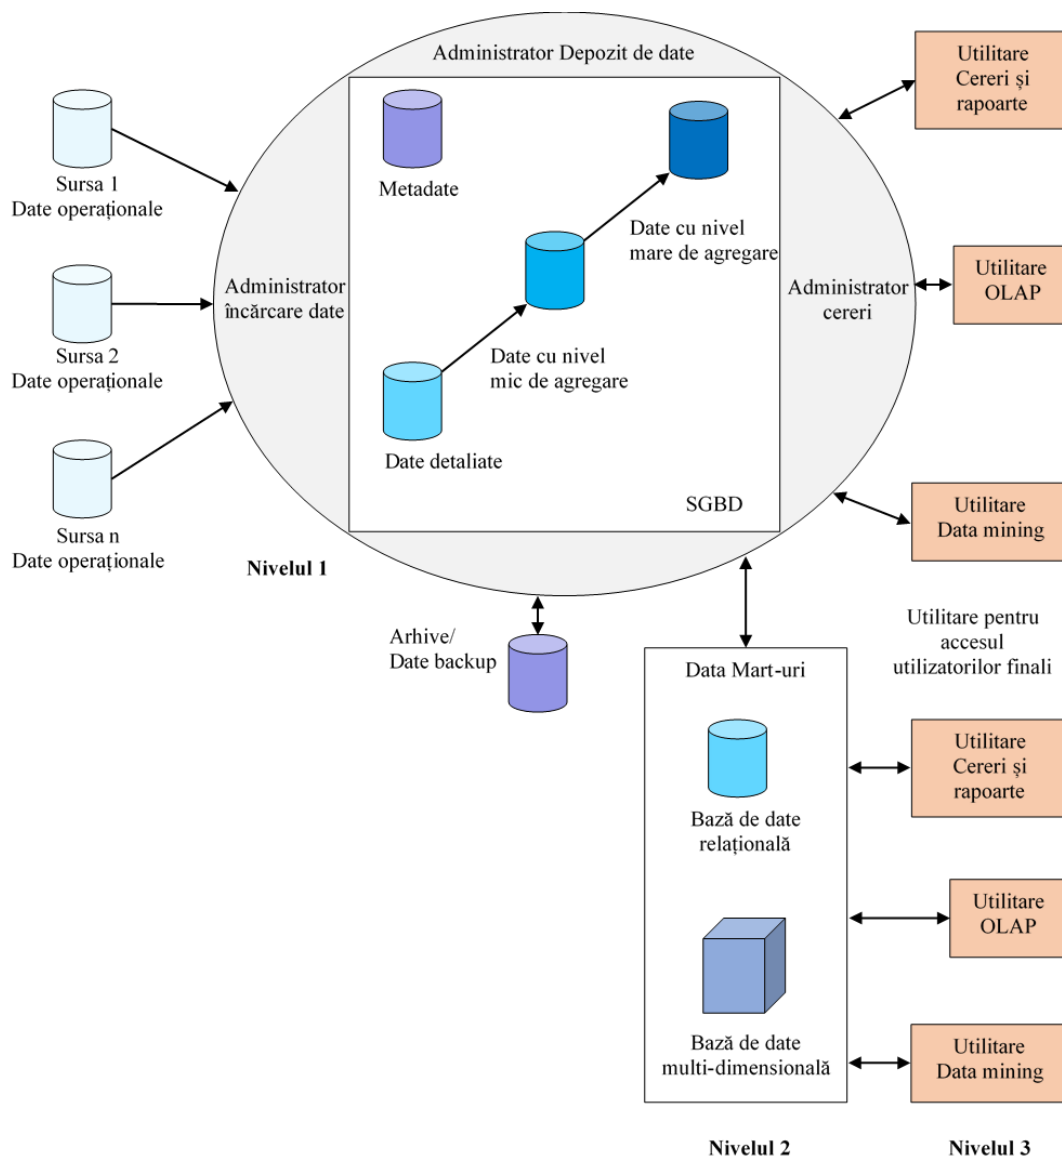 Administrator Depozit de date
Utilitare
Cereri și
rapoarte
Sursa 1
Date operaționale
Metadate
Date cu nivel
mare de agregare
Administrator
încărcare date
Administrator
cereri
Utilitare
OLAP
Sursa 2
Date operaționale
Date cu nivel
mic de agregare
Date detaliate
SGBD
Utilitare
Data mining
Sursa n
Date operaționale
Nivelul 1
Arhive/
Date backup
Utilitare pentru
accesul
utilizatorilor finali
Data Mart-uri
Utilitare
Cereri și
rapoarte
Bază de date
relațională
Utilitare
OLAP
Bază de date
multi-dimensională
Utilitare
Data mining
Nivelul 2
Nivelul 3